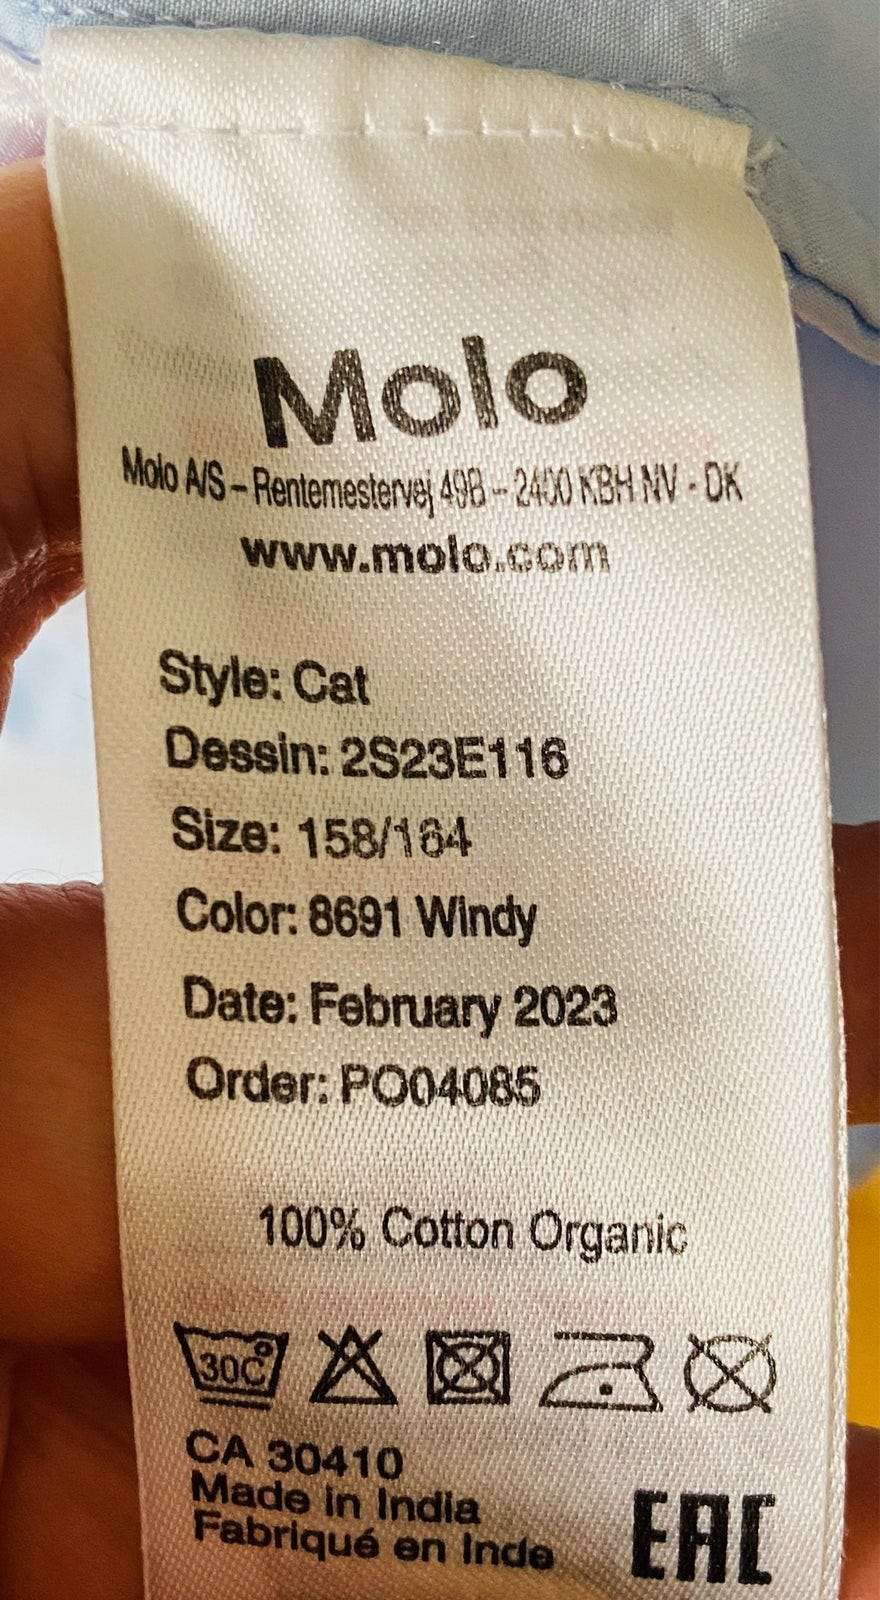 Molo
Molo A/S – Rentemestervej 49B – 2400 KBH NV - DK
www.molo.com
Style: Cat
Dessin: 2S23E116
Size: 158/164
Color: 8691 Windy
Date: February 2023
Order: PO04085
100% Cotton Organic
30C°
CA 30410
Made in India
Fabriqué en Inde
EAC